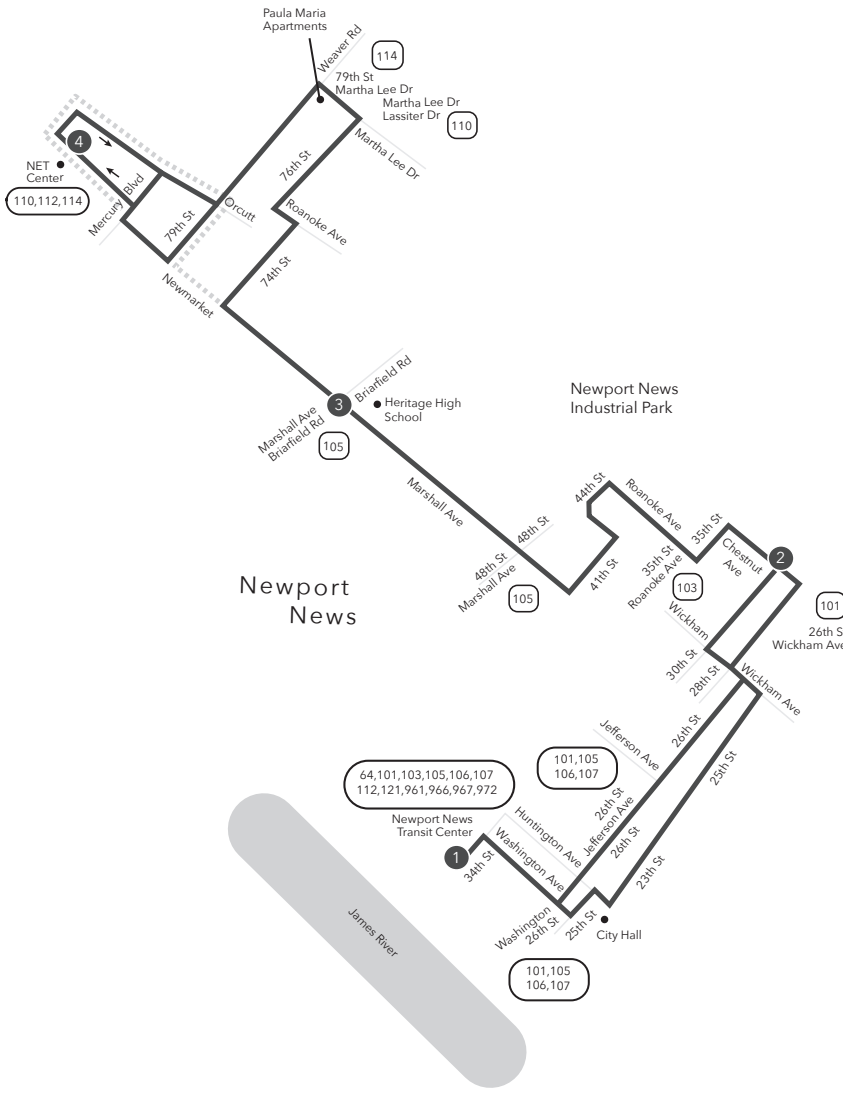 Paula Maria
Apartments
Weaver Rd
114
79th St
Martha Lee Dr
Martha Lee Dr
Lassiter Dr
110
Martha Lee Dr
4
NET
Center
110,112,114
Mercury Blvd
79th St
Orcutt
76th St
Roanoke Ave
74th St
Newmarket
Briarfield Rd
3
Heritage High
School
Marshall Ave
Briarfield Rd
105
Newport News
Industrial Park
Marshall Ave
44th St
Roanoke Ave
35th St
Chestnut
Ave
2
48th St
48th St
Marshall Ave
105
41th St
35th St
Roanoke Ave
103
101
26th S
Wickham Ave
Newport
News
Wickham
30th St
28th St
Wickham Ave
26th St
25th St
Jefferson Ave
101,105
106,107
64,101,103,105,106,107
112,121,961,966,967,972
Newport News
Transit Center
1
34th St
Huntington Ave
Washington Ave
26th St
Jefferson Ave
26th St
23th St
Washington
26th St
25th St
City Hall
101,105
106,107
James River